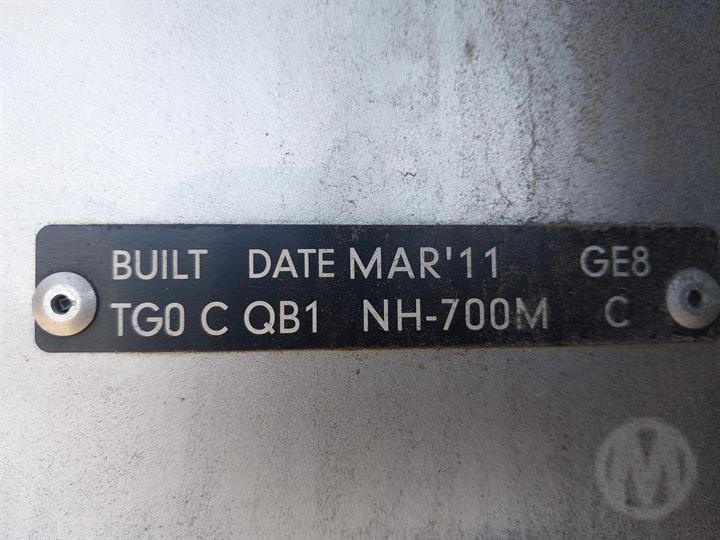 BUILT DATE MAR'11 GE8
TG0 C QB1 NH-700M C
M